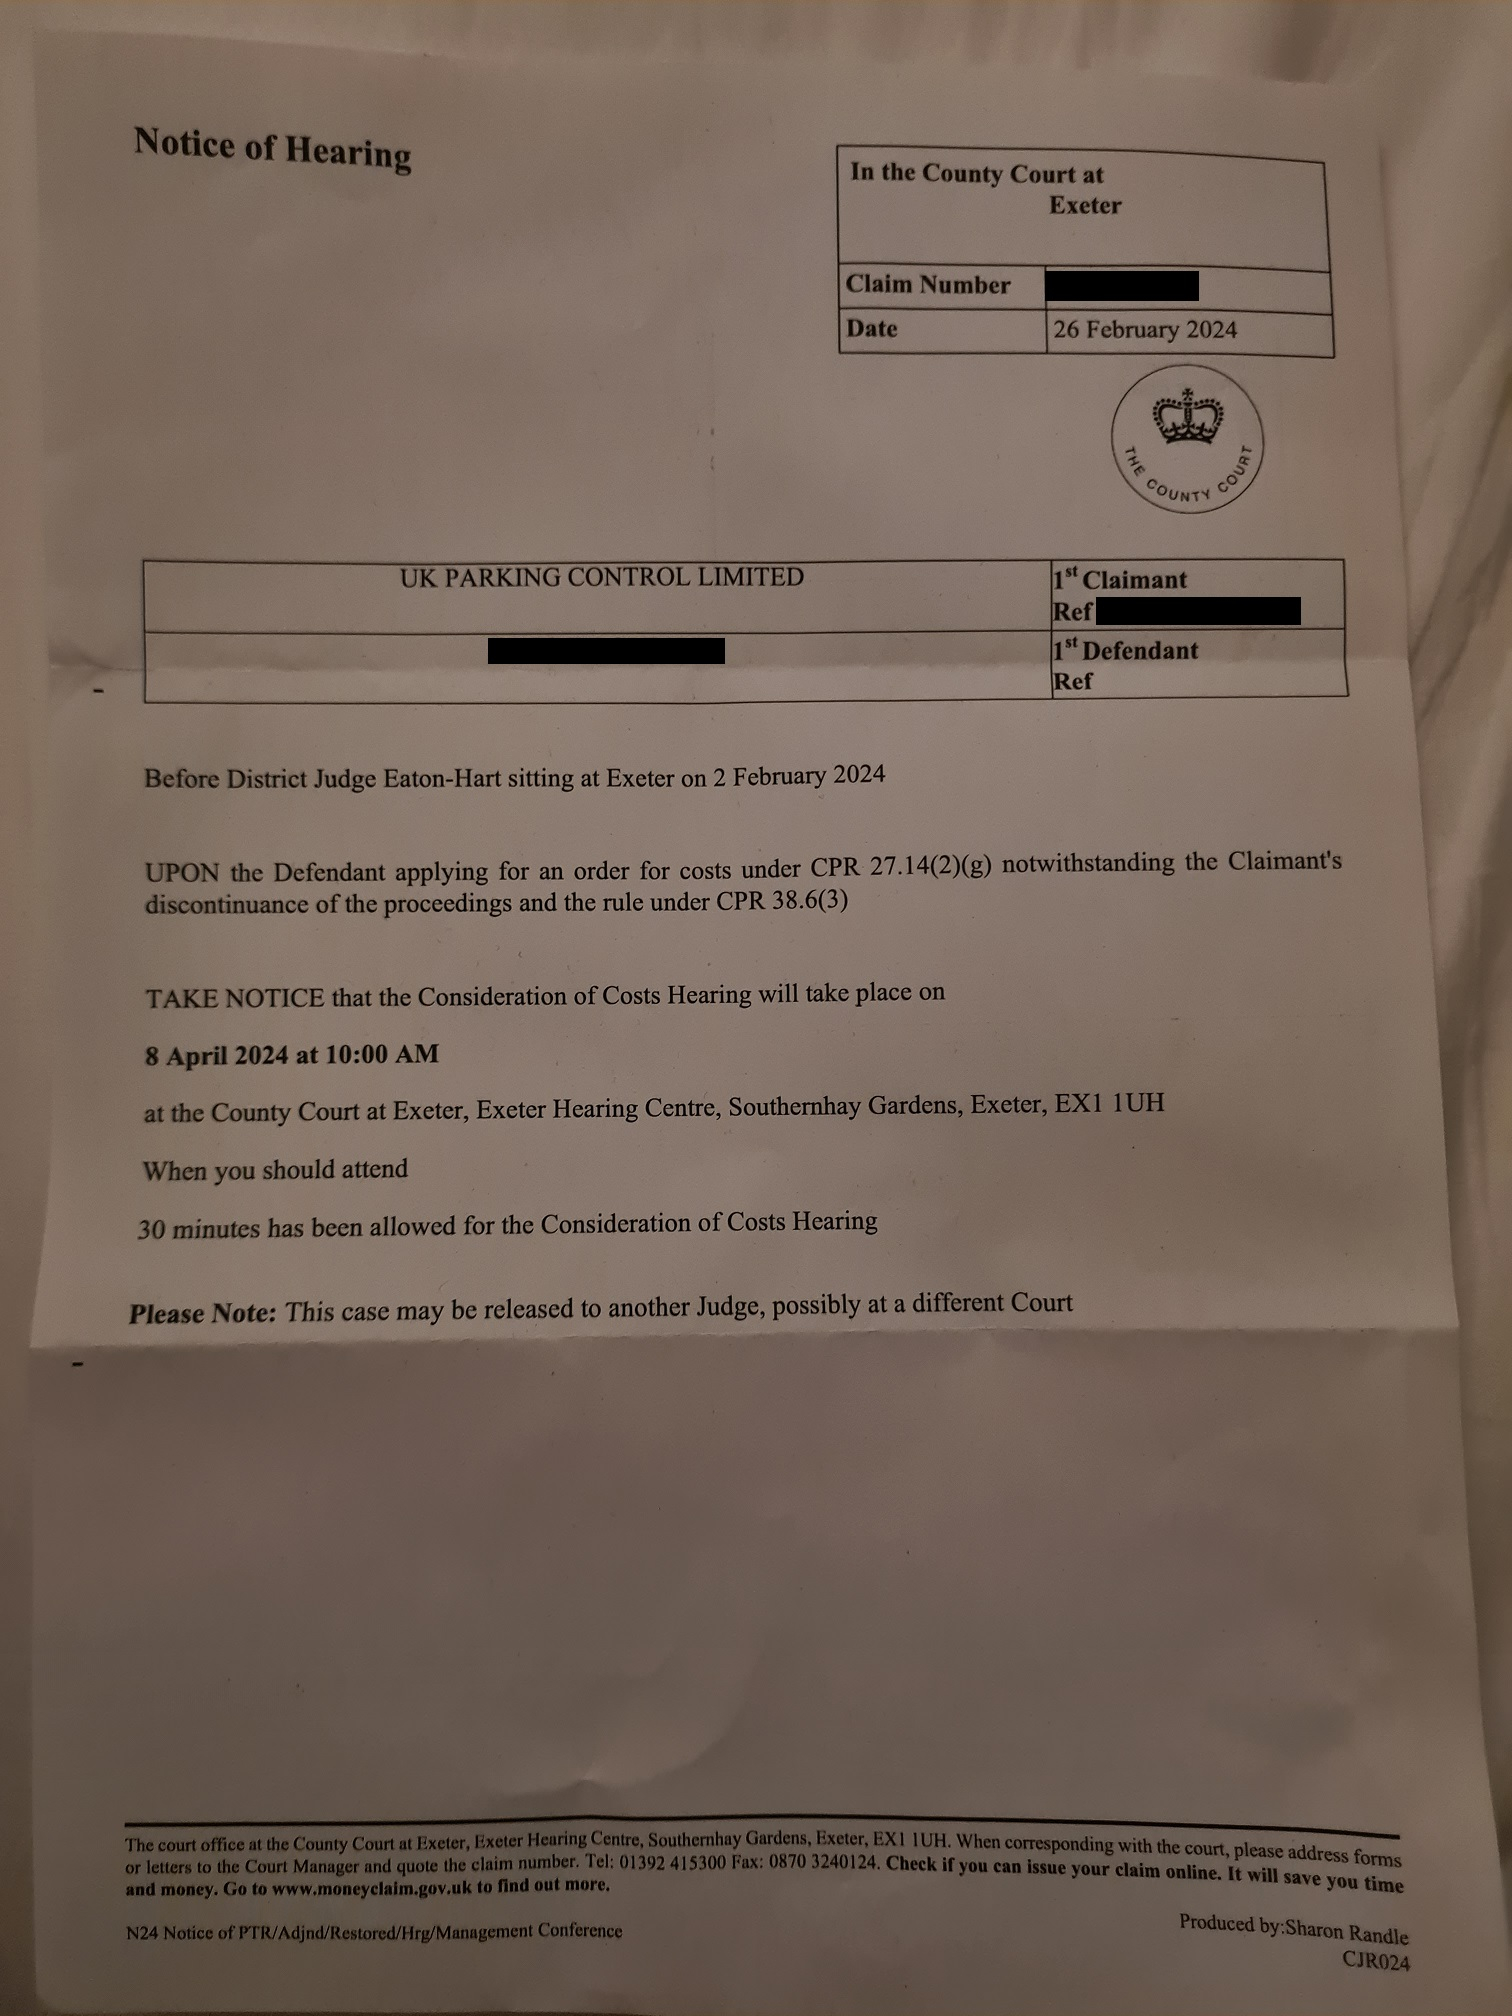 Notice of Hearing
In the County Court at
Exeter
Claim Number
Date
26 February 2024
THE COUNTY COURT
UK PARKING CONTROL LIMITED
1st Claimant
Ref
1st Defendant
Ref
Before District Judge Eaton-Hart sitting at Exeter on 2 February 2024
UPON the Defendant applying for an order for costs under CPR 27.14(2)(g) notwithstanding the Claimant's
discontinuance of the proceedings and the rule under CPR 38.6(3)
TAKE NOTICE that the Consideration of Costs Hearing will take place on
8 April 2024 at 10:00 AM
at the County Court at Exeter, Exeter Hearing Centre, Southernhay Gardens, Exeter, EX1 1UH
When you should attend
30 minutes has been allowed for the Consideration of Costs Hearing
Please Note: This case may be released to another Judge, possibly at a different Court
The court office at the County Court at Exeter, Exeter Hearing Centre, Southernhay Gardens, Exeter, EX1 1UH. When corresponding with the court, please address forms
or letters to the Court Manager and quote the claim number. Tel: 01392 415300 Fax: 0870 3240124. Check if you can issue your claim online. It will save you time
and money. Go to www.moneyclaim.gov.uk to find out more.
N24 Notice of PTR/Adjnd/Restored/Hrg/Management Conference
Produced by:Sharon Randle
CJR024